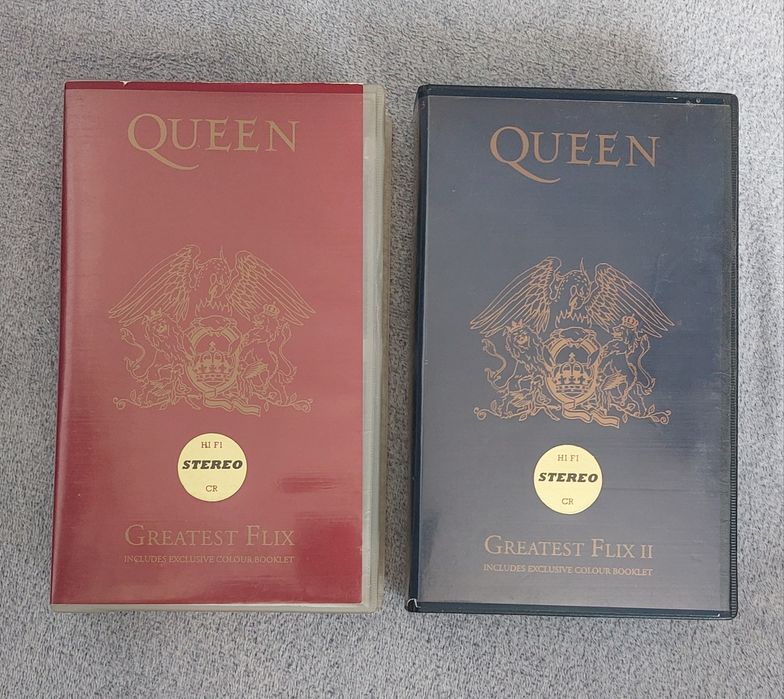 QUEEN
HI FI
STEREO
CR
GREATEST FLIX
INCLUDES EXCLUSIVE COLOUR BOOKLET
QUEEN
HI FI
STEREO
CR
GREATEST FLIX II
INCLUDES EXCLUSIVE COLOUR BOOKLET